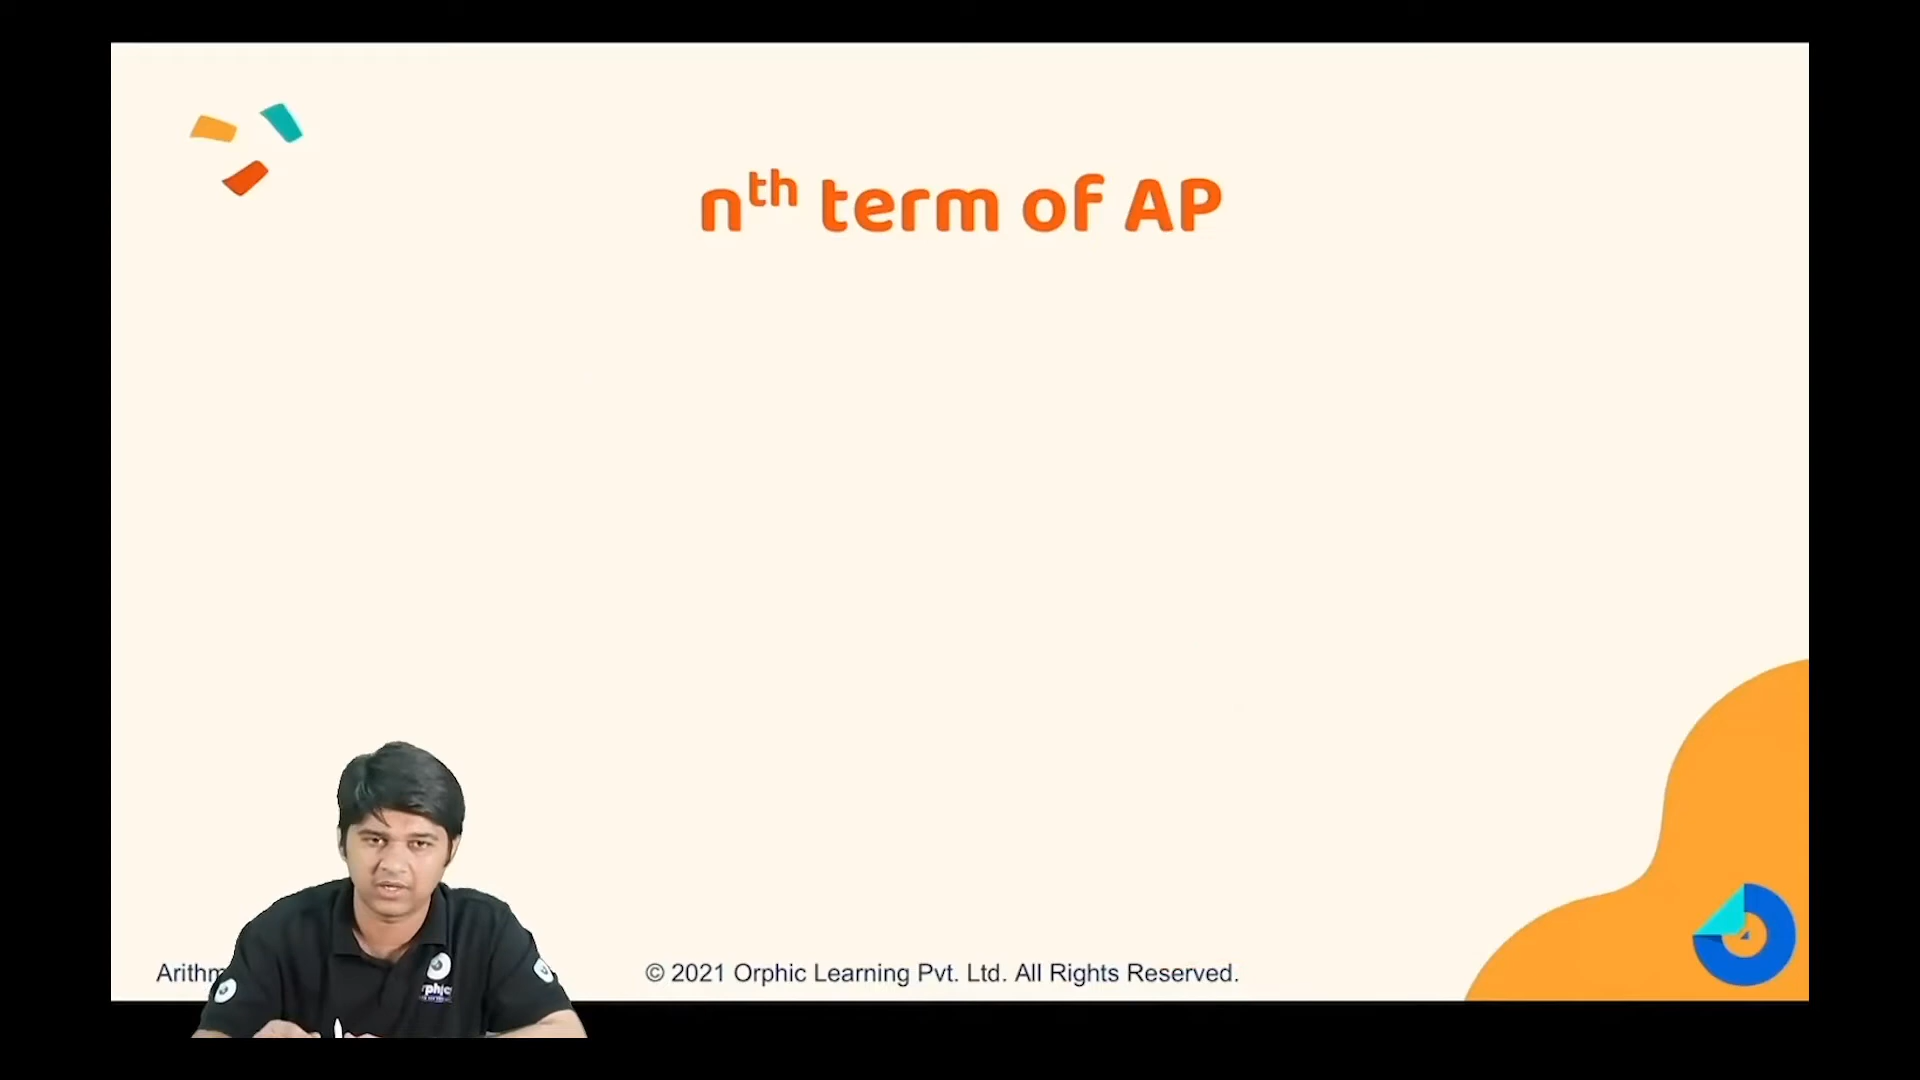 nth term of AP
© 2021 Orphic Learning Pvt. Ltd. All Rights Reserved.